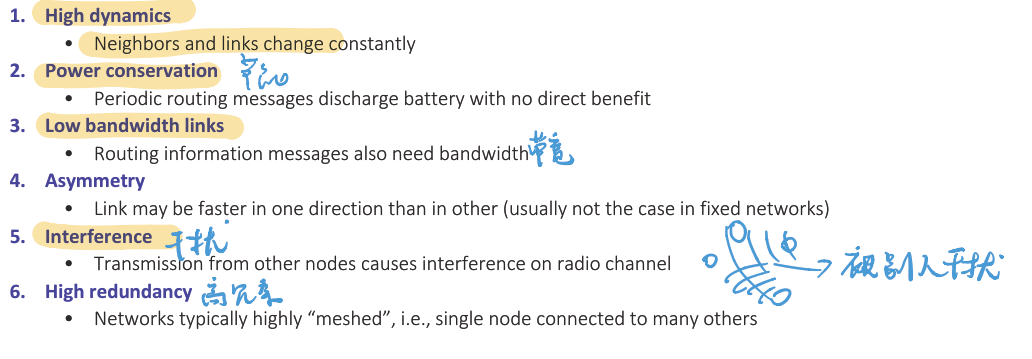 1. High dynamics
• Neighbors and links change constantly
2. Power conservation 节能
• Periodic routing messages discharge battery with no direct benefit
3. Low bandwidth links
• Routing information messages also need bandwidth 带宽
4. Asymmetry
• Link may be faster in one direction than in other (usually not the case in fixed networks)
5. Interference 干扰
• Transmission from other nodes causes interference on radio channel
被别人干扰
6. High redundancy 高冗余
• Networks typically highly “meshed”, i.e., single node connected to many others